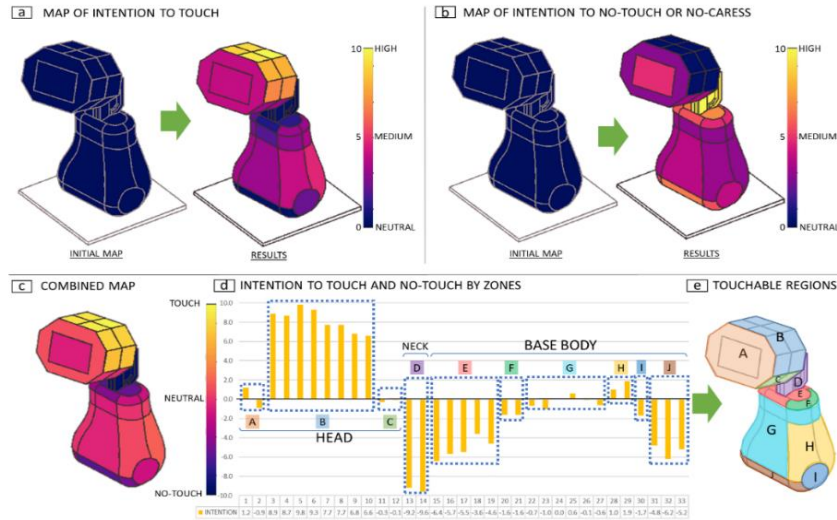 a MAP OF INTENTION TO TOUCH
10 HIGH
5 MEDIUM
0 NEUTRAL
INITIAL MAP
RESULTS
b MAP OF INTENTION TO NO-TOUCH OR NO-CARESS
10 HIGH
5 MEDIUM
0 NEUTRAL
INITIAL MAP
RESULTS
c COMBINED MAP
TOUCH
NEUTRAL
NO-TOUCH
d INTENTION TO TOUCH AND NO-TOUCH BY ZONES
10.0
8.0
6.0
4.0
2.0
0.0
-2.0
-4.0
-6.0
-8.0
-10.0
NECK
BASE BODY
D E F G H I J
A B C
HEAD
1 2 3 4 5 6 7 8 9 10 11 12 13 14 15 16 17 18 19 20 21 22 23 24 25 26 27 28 29 30 31 32 33
INTENTION 1.2 -0.9 8.9 8.7 9.8 9.3 7.7 7.7 6.8 6.6 -0.3 -0.1 -9.2 -9.6 -6.4 -5.7 -5.5 -3.6 -4.6 -1.6 -1.6 -0.7 -1.0 0.0 0.6 -0.1 -0.6 1.0 1.9 -1.7 -4.8 -6.2 -5.2
e TOUCHABLE REGIONS
A
B
C
D
E
F
G
H
I